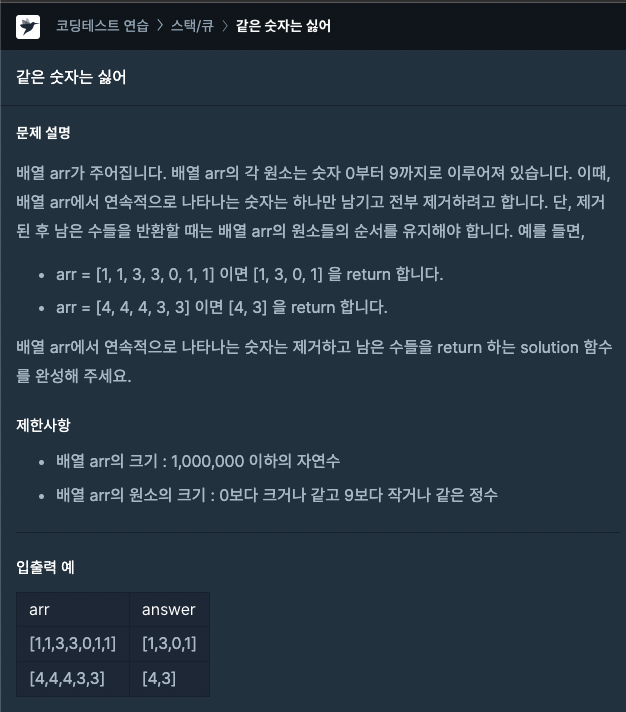 코딩테스트 연습 > 스택/큐 > 같은 숫자는 싫어
같은 숫자는 싫어
문제 설명
배열 arr가 주어집니다. 배열 arr의 각 원소는 숫자 0부터 9까지로 이루어져 있습니다. 이때,
배열 arr에서 연속적으로 나타나는 숫자는 하나만 남기고 전부 제거하려고 합니다. 단, 제거
된 후 남은 수들을 반환할 때는 배열 arr의 원소들의 순서를 유지해야 합니다. 예를 들면,
• arr = [1, 1, 3, 3, 0, 1, 1] 이면 [1, 3, 0, 1] 을 return 합니다.
• arr = [4, 4, 4, 3, 3] 이면 [4, 3] 을 return 합니다.
배열 arr에서 연속적으로 나타나는 숫자는 제거하고 남은 수들을 return 하는 solution 함수
를 완성해 주세요.
제한사항
• 배열 arr의 크기 : 1,000,000 이하의 자연수
• 배열 arr의 원소의 크기 : 0보다 크거나 같고 9보다 작거나 같은 정수
입출력 예
arr answer
[1,1,3,3,0,1,1] [1,3,0,1]
[4,4,4,3,3] [4,3]